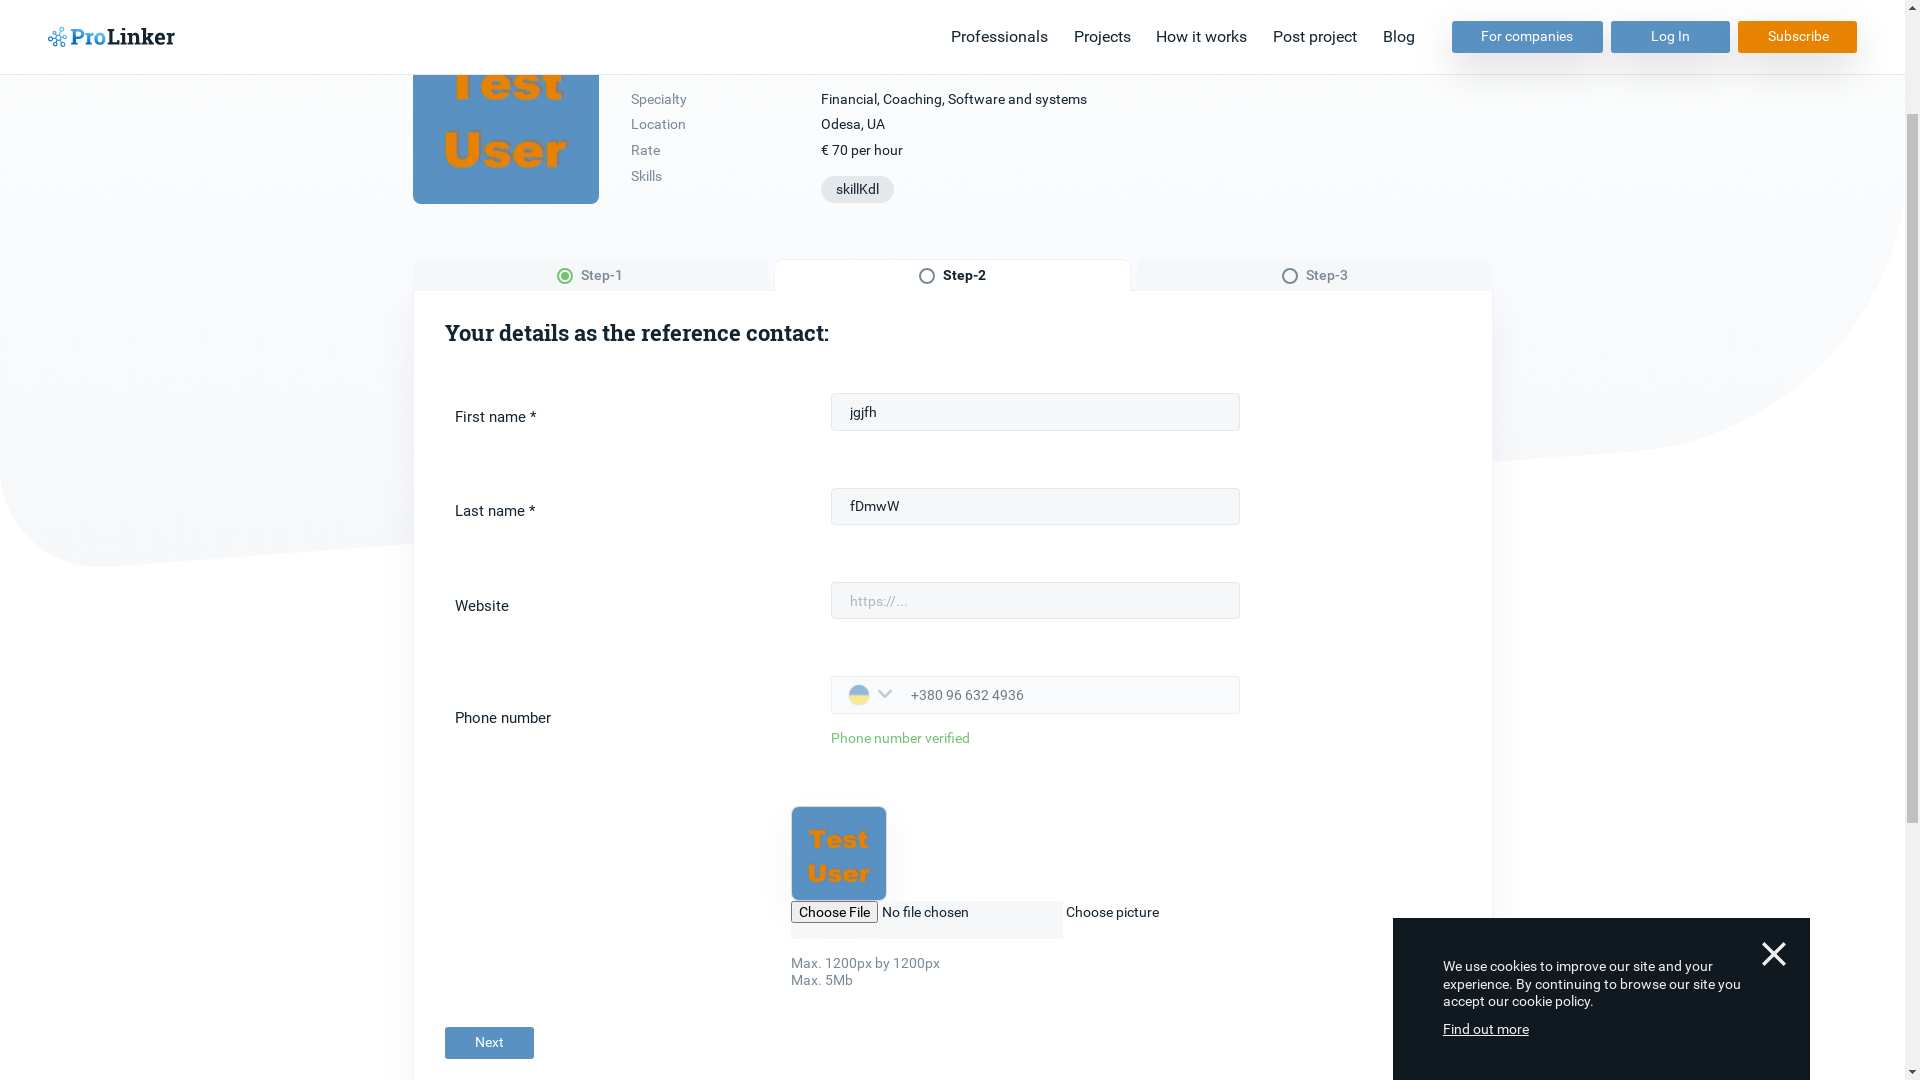 ProLinker
Professionals
Projects
How it works
Post project
Blog
For companies
Log In
Subscribe
Test
User
Specialty
Financial, Coaching, Software and systems
Location
Odesa, UA
Rate
€ 70 per hour
Skills
skillKdl
Step-1
Step-2
Step-3
Your details as the reference contact:
First name *
jgjfh
Last name *
fDmwW
Website
https://...
Phone number
+380 96 632 4936
Phone number verified
Test
User
Choose File No file chosen
Choose picture
Max. 1200px by 1200px
Max. 5Mb
Next
We use cookies to improve our site and your
experience. By continuing to browse our site you
accept our cookie policy.
Find out more